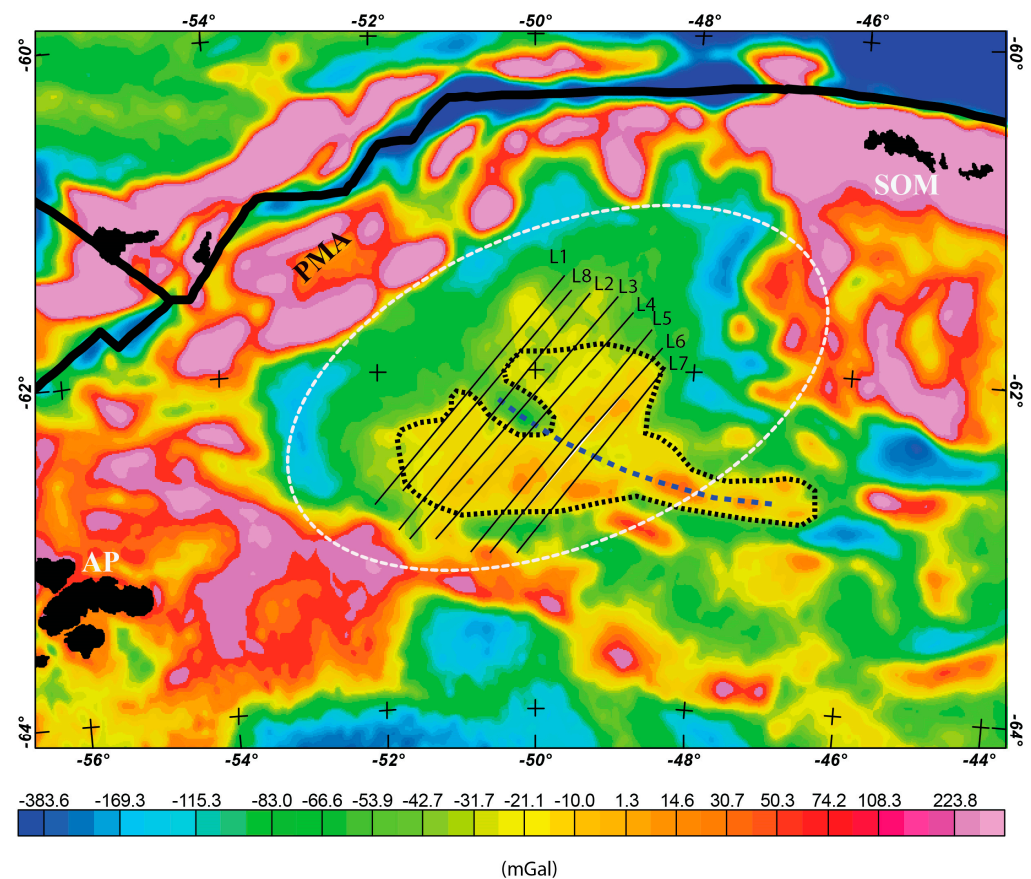 -54° -52° -50° -48° -46°
-60° -60°
SOM
PMA
L1
L8
L2
L3
L4
L5
L6
L7
-62° -62°
AP
-64° -64°
-56° -54° -52° -50° -48° -46° -44°
-383.6 -169.3 -115.3 -83.0 -66.6 -53.9 -42.7 -31.7 -21.1 -10.0 1.3 14.6 30.7 50.3 74.2 108.3 223.8
(mGal)